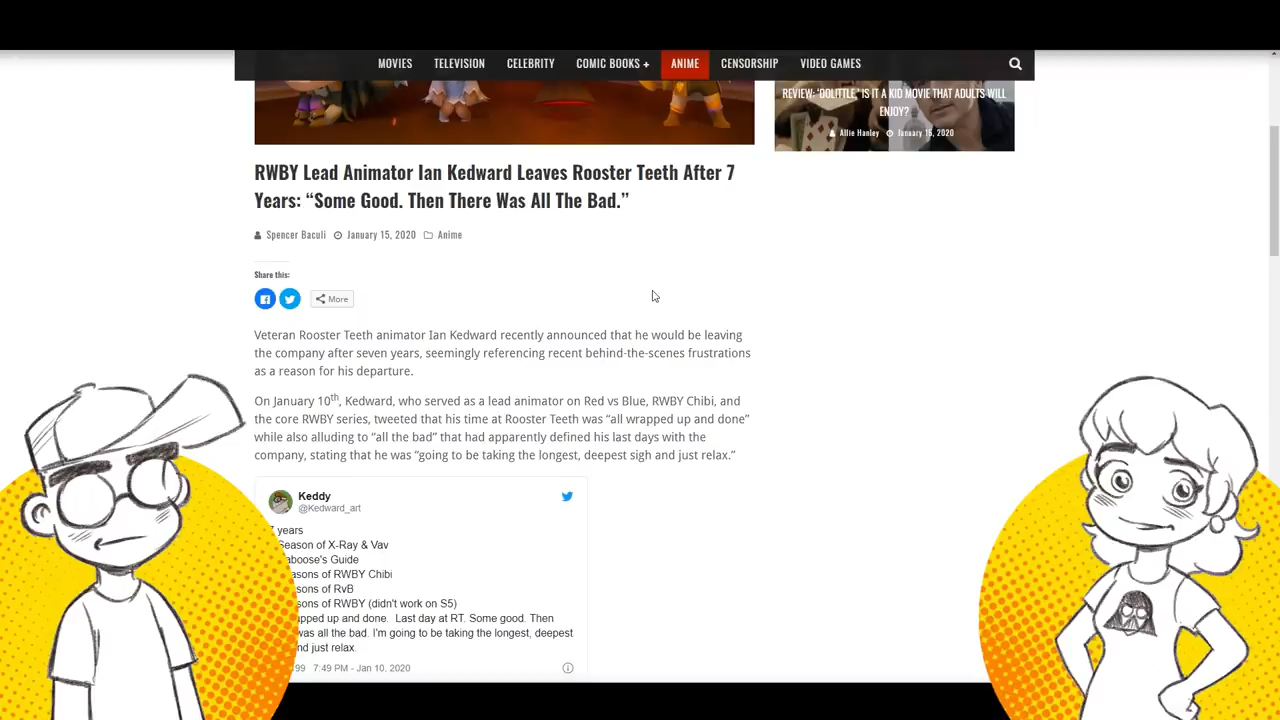 MOVIES TELEVISION CELEBRITY COMIC BOOKS + ANIME CENSORSHIP VIDEO GAMES
REVIEW: 'DOLITTLE,' IS IT A KID MOVIE THAT ADULTS WILL
ENJOY?
Allie Hanley January 15, 2020
RWBY Lead Animator Ian Kedward Leaves Rooster Teeth After 7
Years: “Some Good. Then There Was All The Bad.”
Spencer Baculi January 15, 2020 Anime
Share this:
More
Veteran Rooster Teeth animator Ian Kedward recently announced that he would be leaving
the company after seven years, seemingly referencing recent behind-the-scenes frustrations
as a reason for his departure.
On January 10th, Kedward, who served as a lead animator on Red vs Blue, RWBY Chibi, and
the core RWBY series, tweeted that his time at Rooster Teeth was “all wrapped up and done”
while also alluding to “all the bad” that had apparently defined his last days with the
company, stating that he was “going to be taking the longest, deepest sigh and just relax.”
Keddy
@Kedward_art
years
Season of X-Ray & Vav
aboose's Guide
asons of RWBY Chibi
sons of RvB
sons of RWBY (didn't work on S5)
apped up and done. Last day at RT. Some good. Then
was all the bad. I'm going to be taking the longest, deepest
nd just relax.
99 7:49 PM - Jan 10, 2020